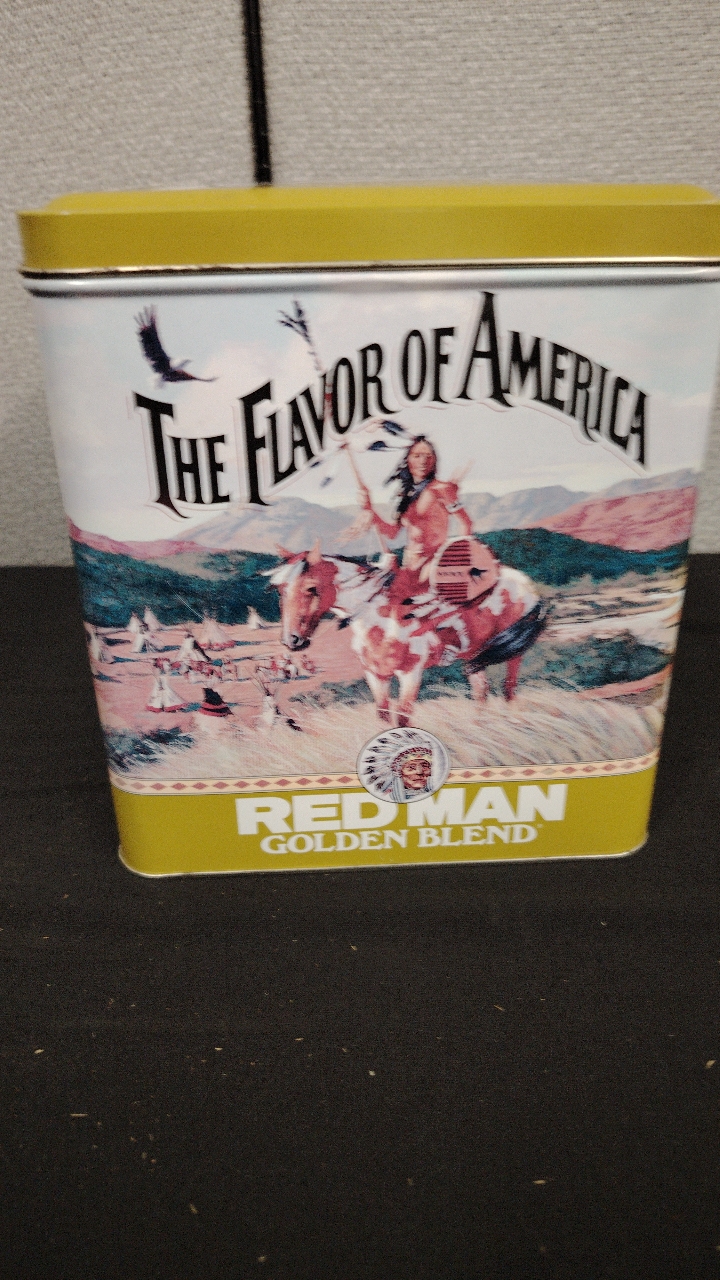 THE FLAVOR OF AMERICA
RED MAN
GOLDEN BLEND